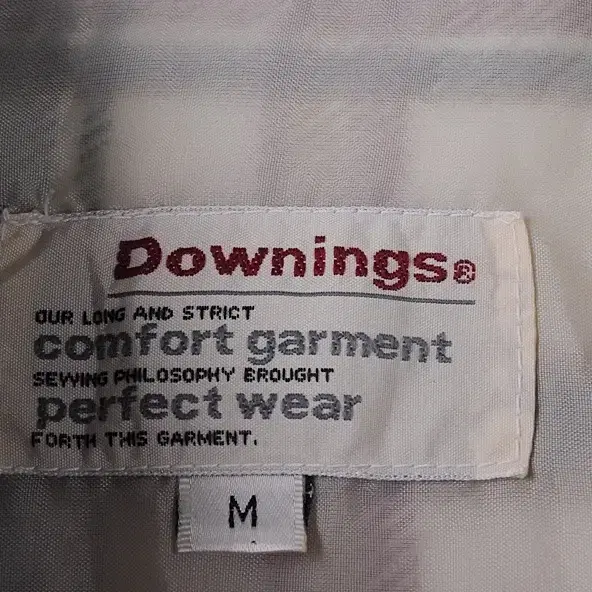 Downings®
OUR LONG AND STRICT
comfort garment
SEWING PHILOSOPHY BROUGHT
perfect wear
FORTH THIS GARMENT.
M